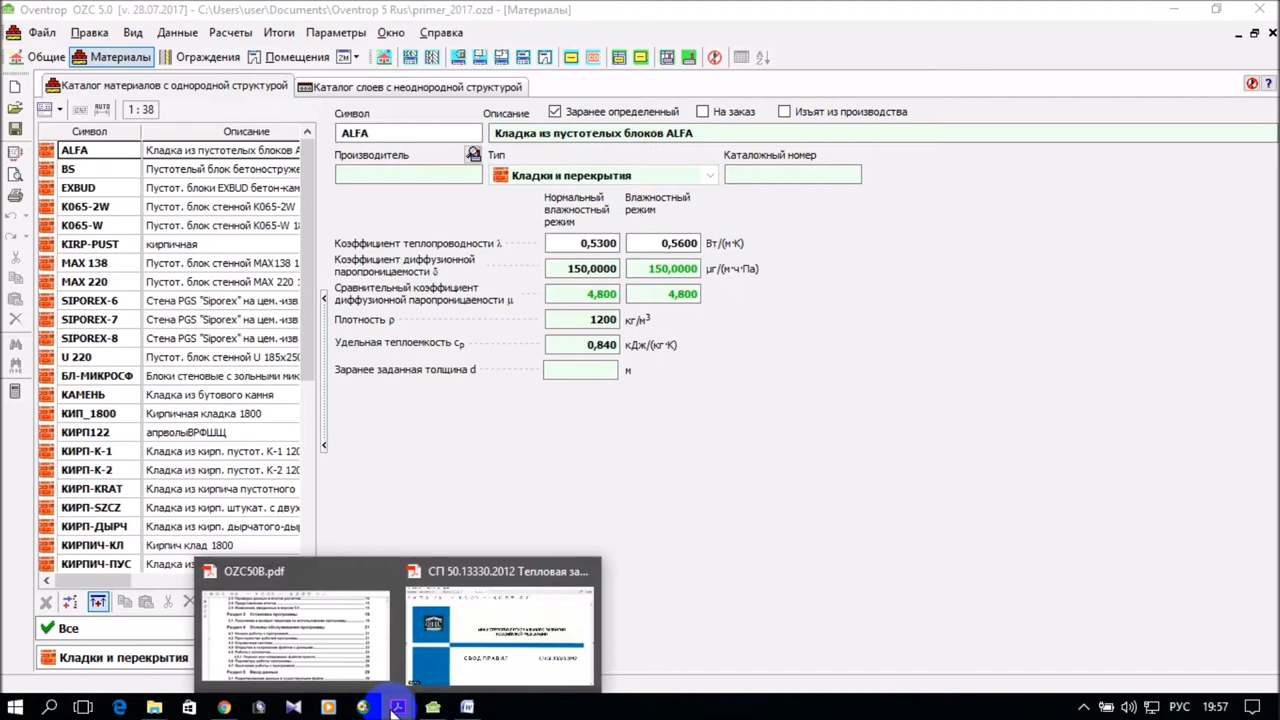 Oventrop OZC 5.0 [v. 28.07.2017] - C:\Users\user\Documents\Oventrop 5 Rus\primer_2017.ozd - [Материалы]
Файл Правка Вид Данные Расчеты Итоги Параметры Окно Справка
Общие Материалы Ограждения Помещения
Каталог материалов с однородной структурой Каталог слоев с неоднородной структурой
AUTO 1: 38
Символ Описание
ALFA Кладка из пустотелых блоков A
BS Пустотелый блок бетоностружe
EXBUD Пустот. блоки EXBUD бетон-кам
K065-2W Пустот. блок стенной K065-2W
K065-W Пустот. блок стенной K065-W 1
KIRP-PUST кирпичная
MAX 138 Пустот. блок стенной MAX138 1
MAX 220 Пустот. блок стенной MAX 220
SIPOREX-6 Стена PGS "Siporex" на цем.-изв
SIPOREX-7 Стена PGS "Siporex" на цем.-изв
SIPOREX-8 Стена PGS "Siporex" на цем.-изв
U 220 Пустот. блок стенной U 185x250
БЛ-МИКРОСФ Блоки стеновые с зольными мик
КАМЕНЬ Кладка из бутового камня
КИП_1800 Кирпичная кладка 1800
КИРП122 апрволыВРФШЩ
КИРП-К-1 Кладка из кирп. пустот. К-1 120
КИРП-К-2 Кладка из кирп. пустот. К-2 120
КИРП-KRAT Кладка из кирпича пустотного
КИРП-SZCZ Кладка из кирп. штукат. с двух
КИРП-ДЫРЧ Кладка из кирп. дырчатого-ды
КИРПИЧ-КЛ Кирпич клад 1800
КИРПИЧ-ПУС Кладка из
Все
Кладки и перекрытия
Символ Описание Заранее определенный На заказ Изъят из производства
ALFA Кладка из пустотелых блоков ALFA
Производитель Тип Каталожный номер
Кладки и перекрытия
Нормальный влажностный режим
Влажностный режим
Коэффициент теплопроводности λ 0,5300 0,5600 Вт/(м·К)
Коэффициент диффузионной
паропроницаемости δ 150,0000 150,0000 µг/(м·ч·Па)
Сравнительный коэффициент
диффузионной паропроницаемости µ 4,800 4,800
Плотность ρ 1200 кг/м³
Удельная теплоемкость cp 0,840 кДж/(кг·К)
Заранее заданная толщина d м
OZC50B.pdf СП 50.13330.2012 Тепловая за...
СВОД ПРАВИЛ
РУС 19:57